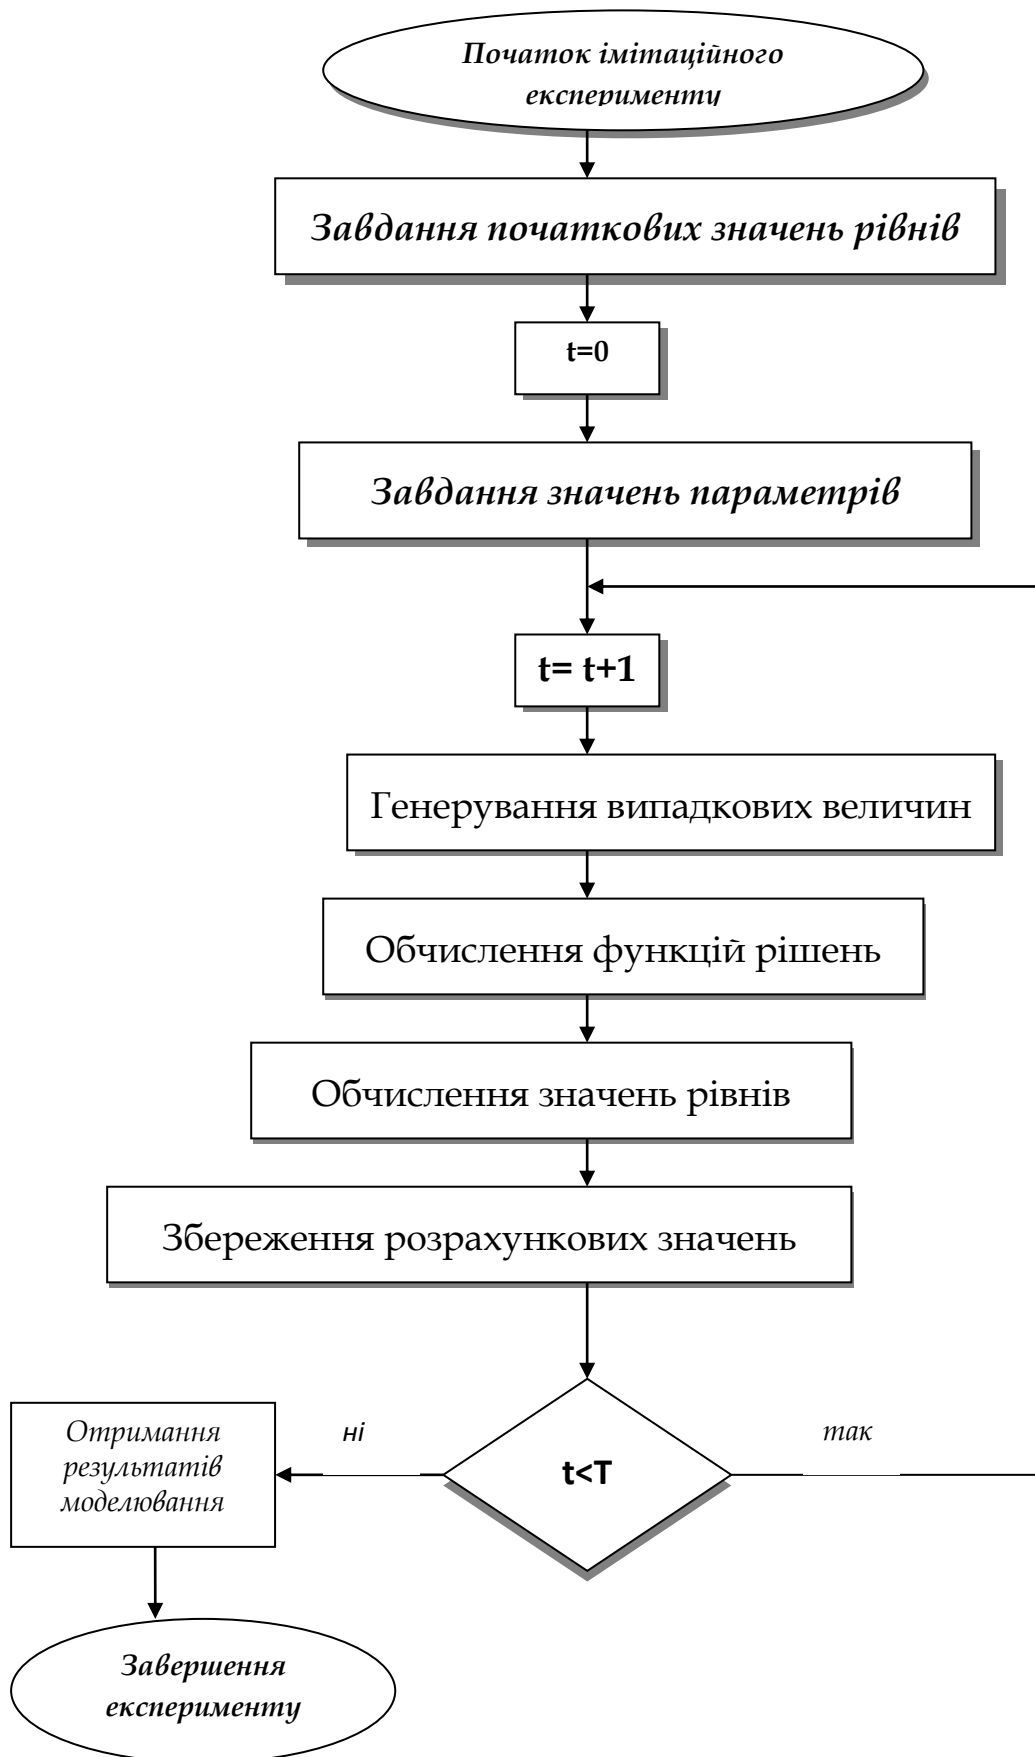 Початок імітаційного
експерименту
Завдання початкових значень рівнів
t=0
Завдання значень параметрів
t= t+1
Генерування випадкових величин
Обчислення функцій рішень
Обчислення значень рівнів
Збереження розрахункових значень
Отримання
результатів
моделювання
ні
t<T
так
Завершення
експерименту